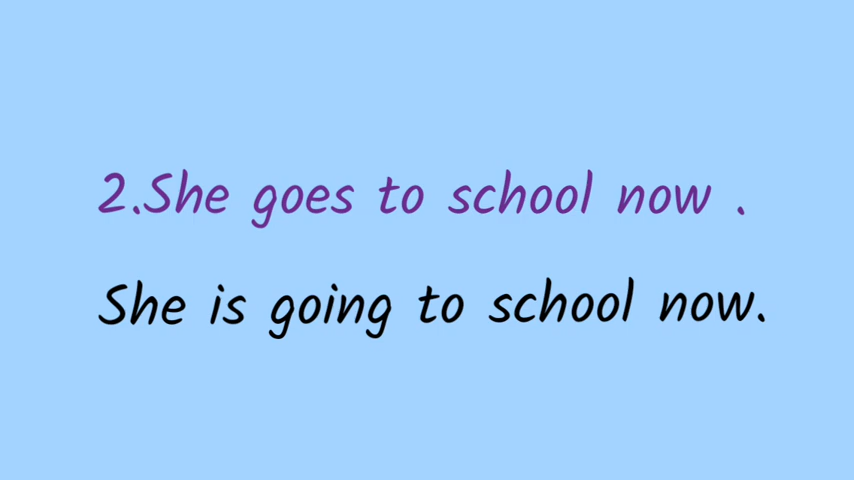 2.She goes to school now .
She is going to school now.